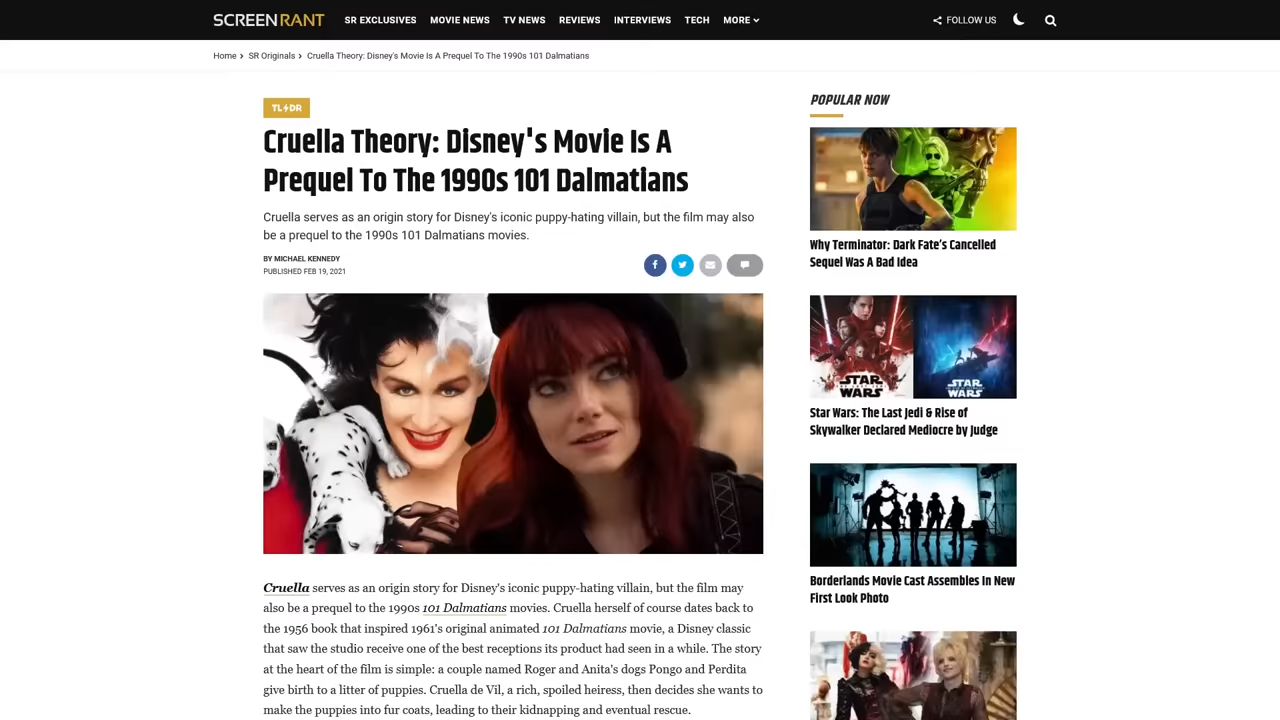 SCREENRANT SR EXCLUSIVES MOVIE NEWS TV NEWS REVIEWS INTERVIEWS TECH MORE FOLLOW US
Home › SR Originals › Cruella Theory: Disney's Movie Is A Prequel To The 1990s 101 Dalmatians
TL DR
Cruella Theory: Disney's Movie Is A
Prequel To The 1990s 101 Dalmatians
Cruella serves as an origin story for Disney's iconic puppy-hating villain, but the film may also
be a prequel to the 1990s 101 Dalmatians movies.
BY MICHAEL KENNEDY
PUBLISHED FEB 19, 2021
Cruella serves as an origin story for Disney's iconic puppy-hating villain, but the film may
also be a prequel to the 1990s 101 Dalmatians movies. Cruella herself of course dates back to
the 1956 book that inspired 1961's original animated 101 Dalmatians movie, a Disney classic
that saw the studio receive one of the best receptions its product had seen in a while. The story
at the heart of the film is simple: a couple named Roger and Anita's dogs Pongo and Perdita
give birth to a litter of puppies. Cruella de Vil, a rich, spoiled heiress, then decides she wants to
make the puppies into fur coats, leading to their kidnapping and eventual rescue.
POPULAR NOW
Why Terminator: Dark Fate's Cancelled
Sequel Was A Bad Idea
STAR WARS
STAR WARS
Star Wars: The Last Jedi & Rise of
Skywalker Declared Mediocre by Judge
Borderlands Movie Cast Assembles In New
First Look Photo